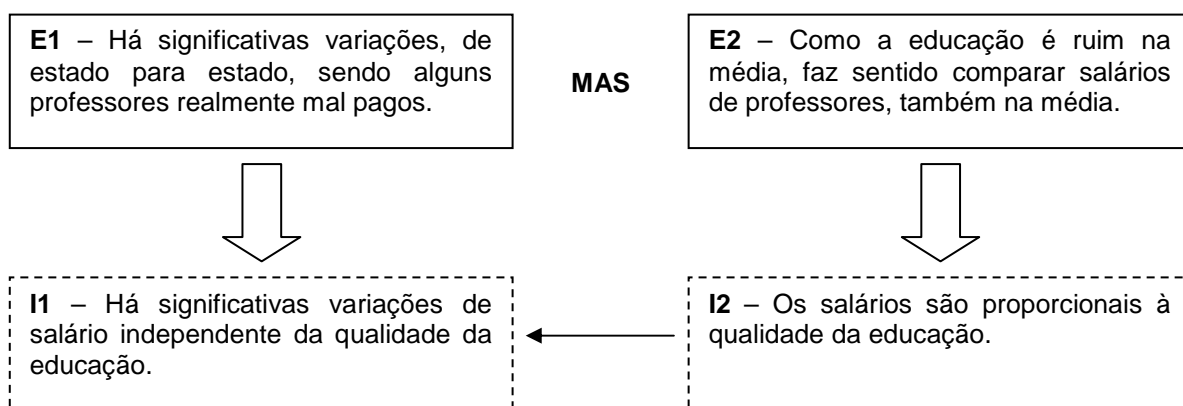 E1 – Há significativas variações, de
estado para estado, sendo alguns
professores realmente mal pagos.
MAS
E2 – Como a educação é ruim na
média, faz sentido comparar salários
de professores, também na média.
I1 – Há significativas variações de
salário independente da qualidade da
educação.
I2 – Os salários são proporcionais à
qualidade da educação.